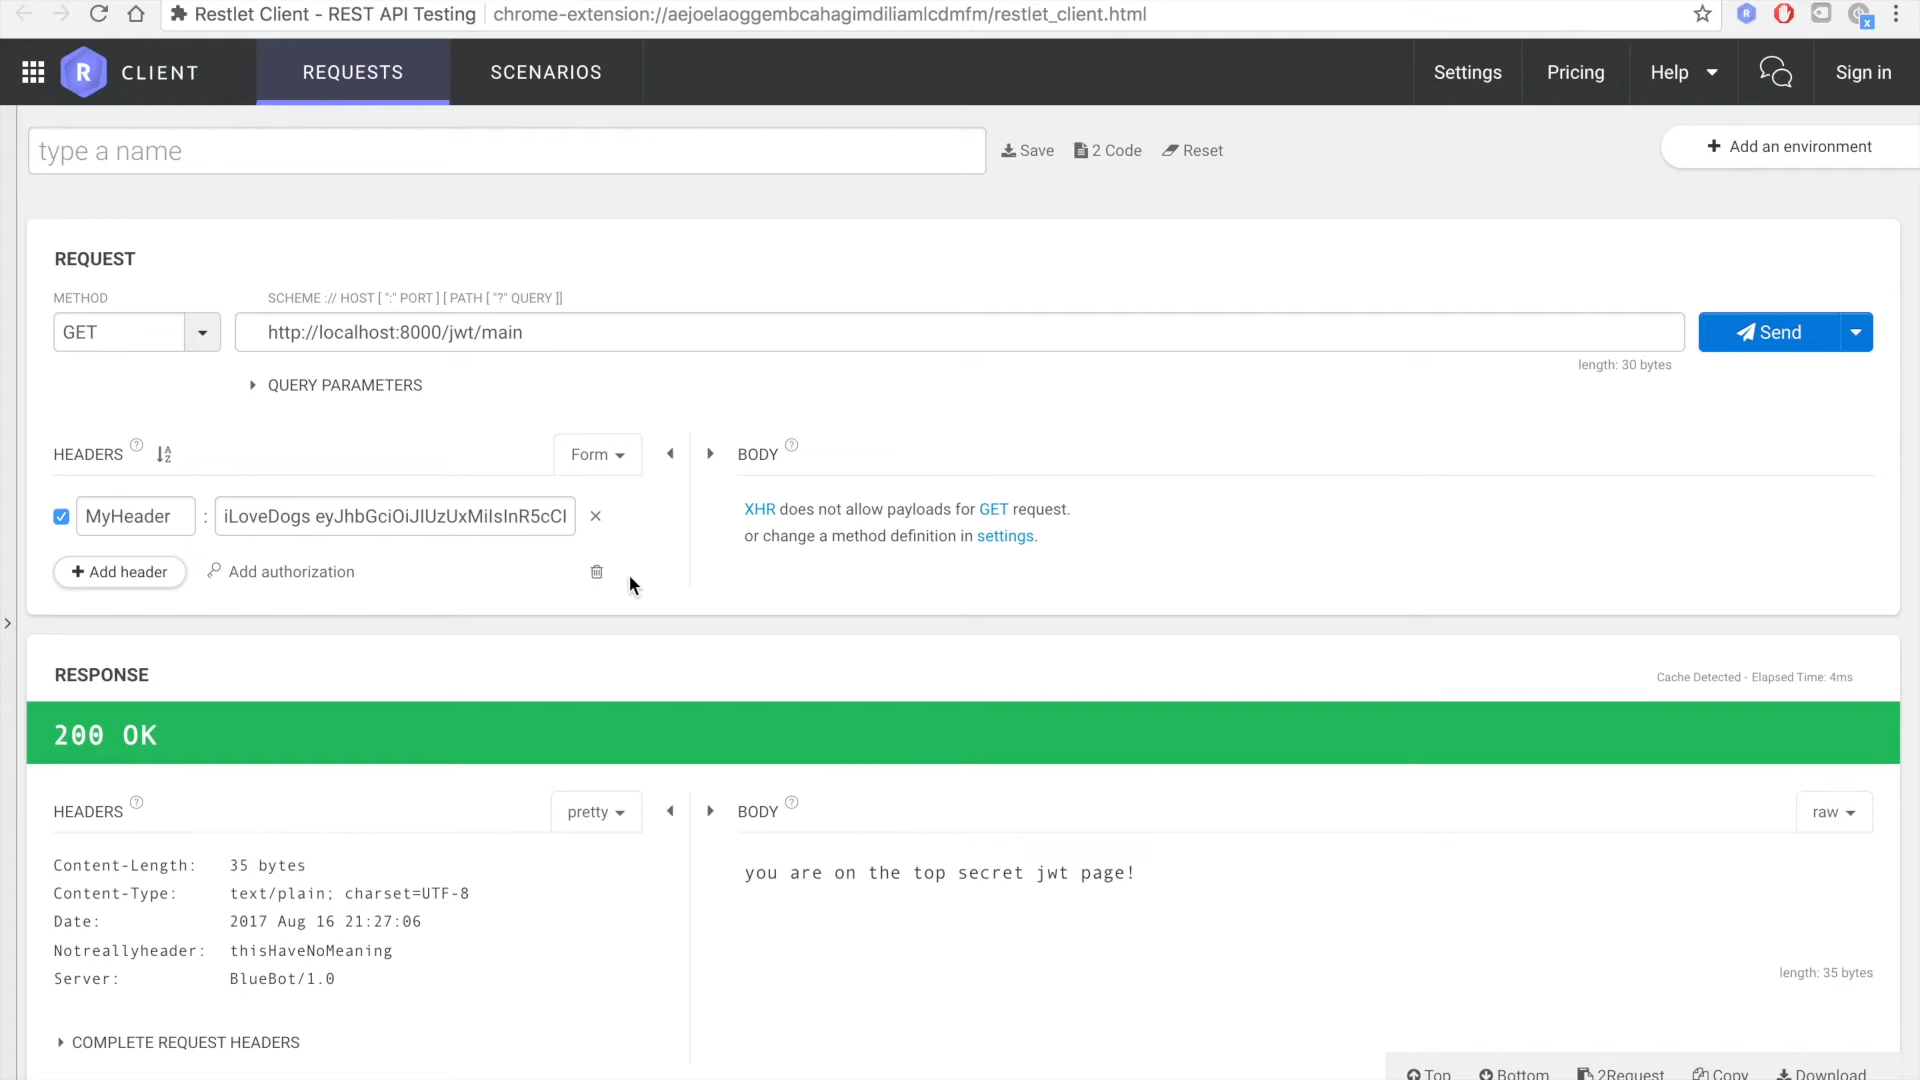 Restlet Client - REST API Testing | chrome-extension://aejoelaoggembcahagimdiliamlcdmfm/restlet_client.html
R CLIENT REQUESTS SCENARIOS Settings Pricing Help Sign in
type a name Save 2 Code Reset + Add an environment
REQUEST
METHOD SCHEME :// HOST [ ":" PORT ] [ PATH [ "?" QUERY ]]
GET http://localhost:8000/jwt/main Send
length: 30 bytes
QUERY PARAMETERS
HEADERS ? Form BODY ?
MyHeader : iLoveDogs eyJhbGciOiJIUzUxMiIsInR5cCI
XHR does not allow payloads for GET request.
or change a method definition in settings.
+ Add header Add authorization
RESPONSE Cache Detected - Elapsed Time: 4ms
200 OK
HEADERS ? pretty BODY ? raw
Content-Length: 35 bytes
Content-Type: text/plain; charset=UTF-8
Date: 2017 Aug 16 21:27:06
Notreallyheader: thisHaveNoMeaning
Server: BlueBot/1.0
you are on the top secret jwt page!
length: 35 bytes
COMPLETE REQUEST HEADERS
Top Bottom 2Request Copy Download